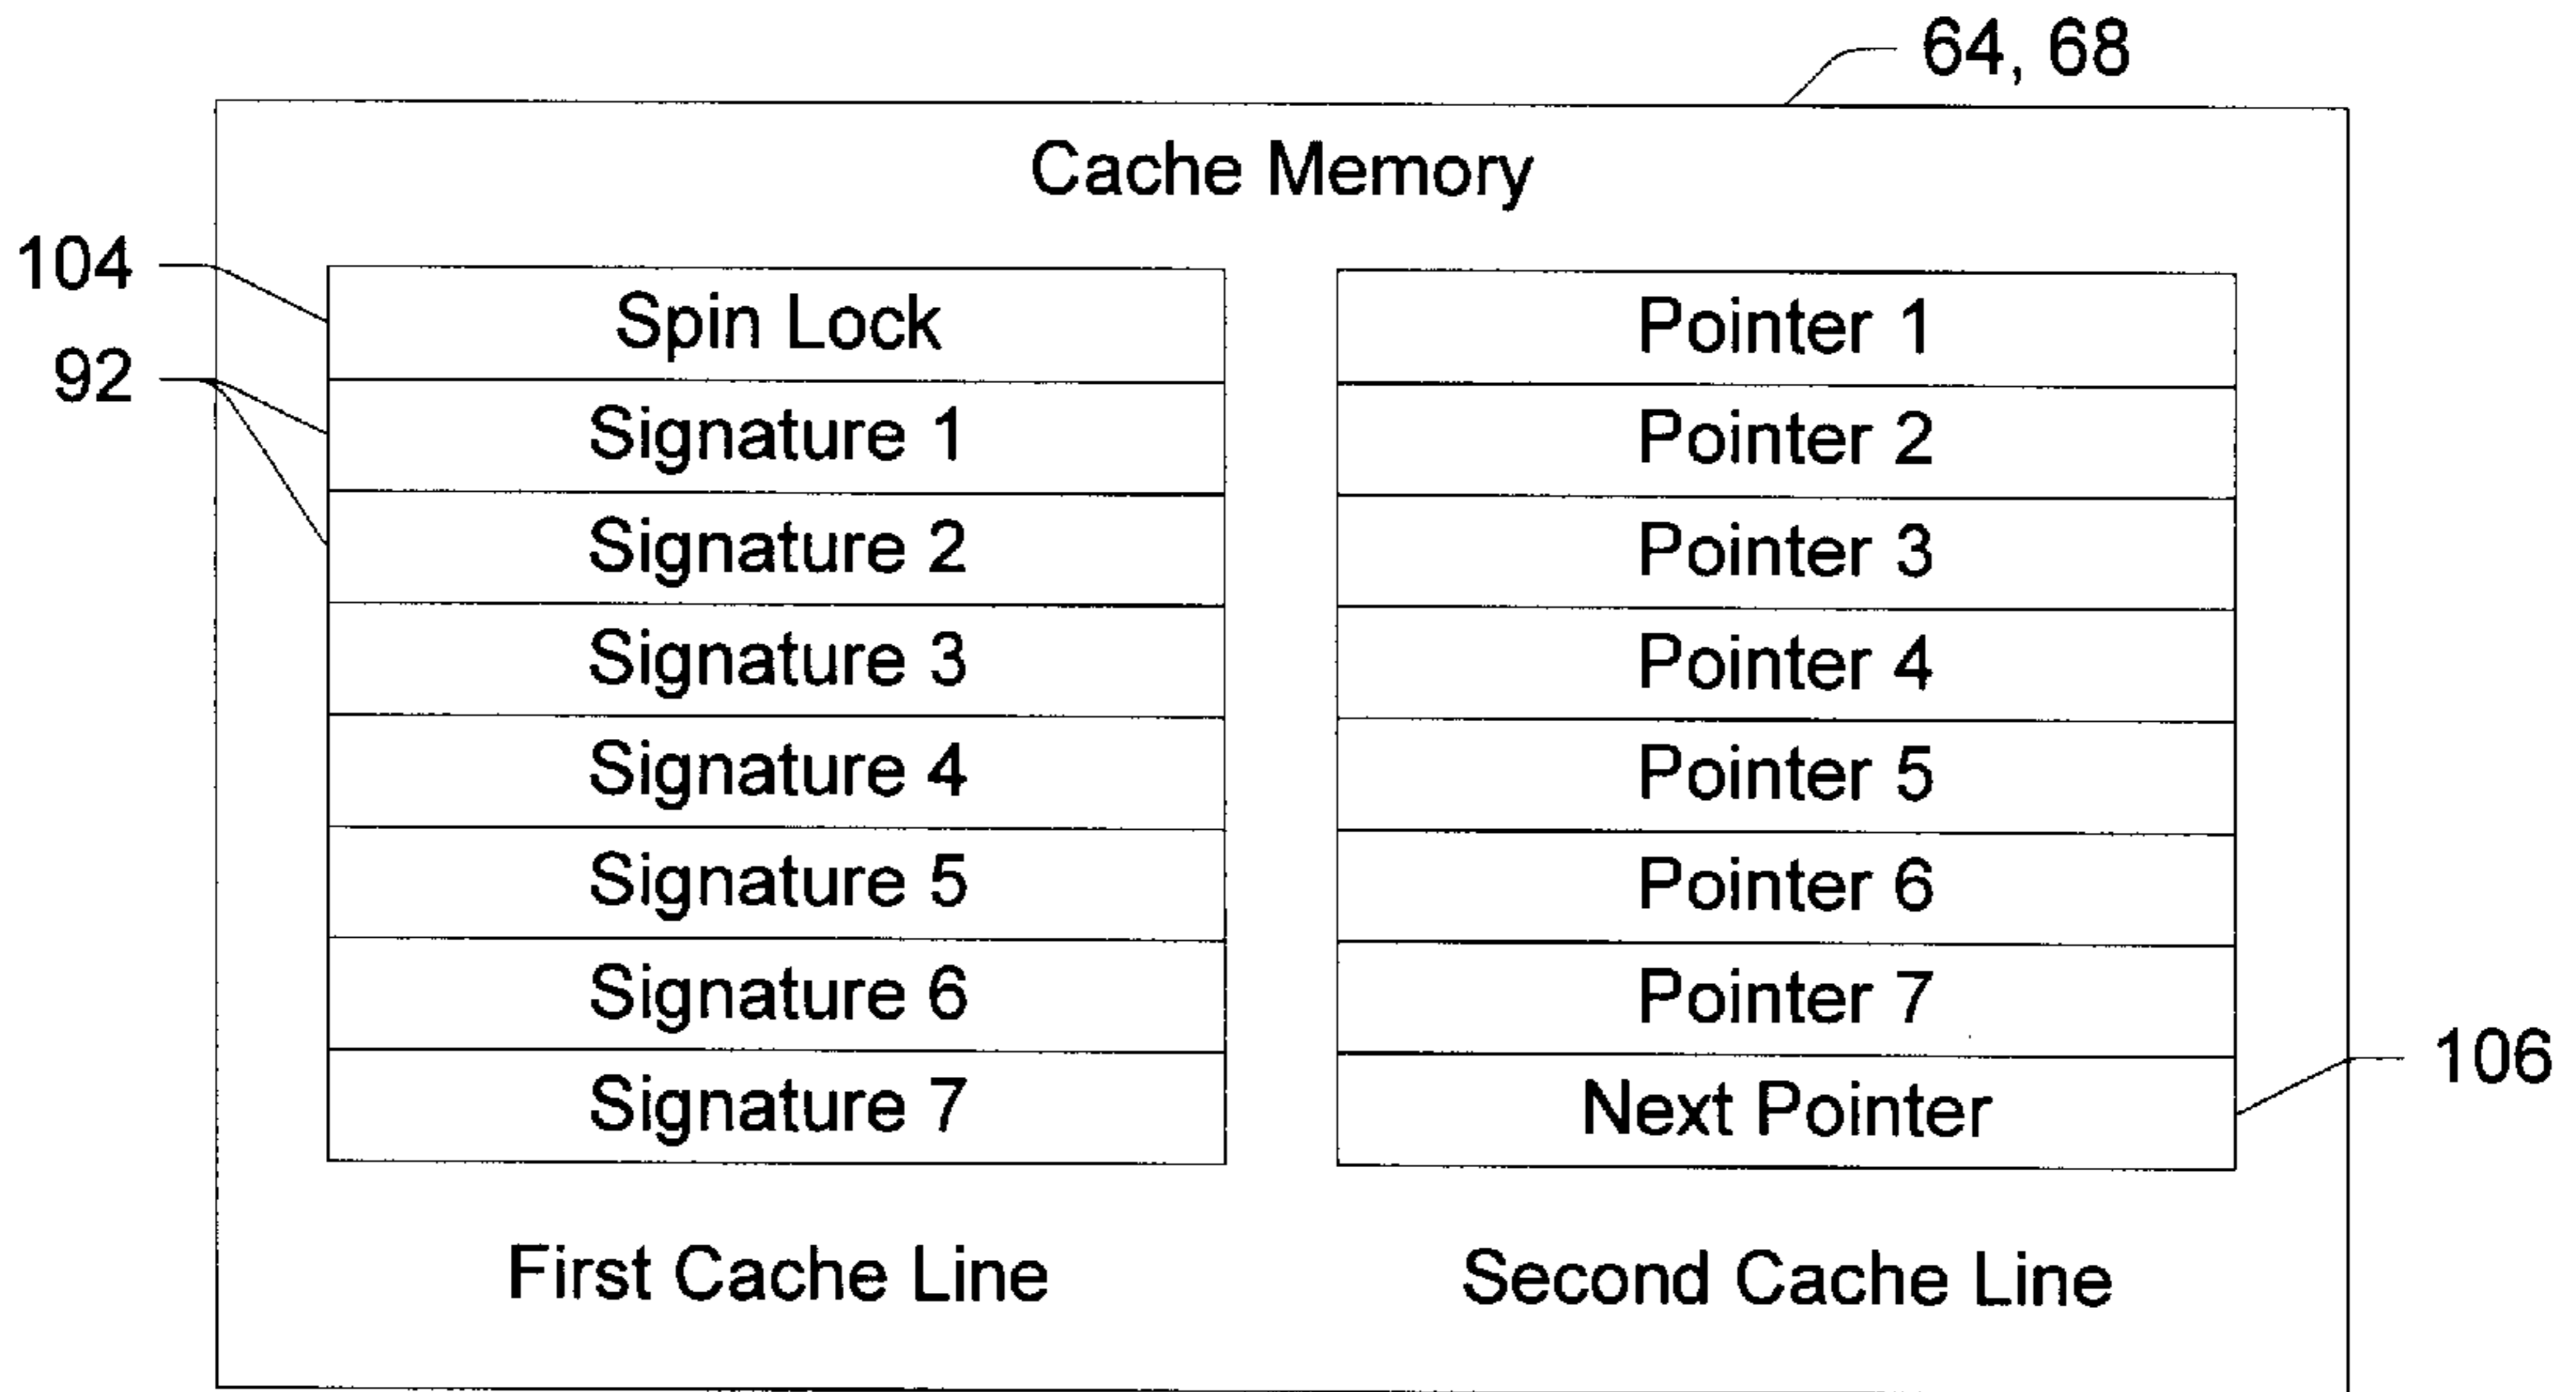 64, 68
Cache Memory
104
92
Spin Lock
Signature 1
Signature 2
Signature 3
Signature 4
Signature 5
Signature 6
Signature 7
First Cache Line
Pointer 1
Pointer 2
Pointer 3
Pointer 4
Pointer 5
Pointer 6
Pointer 7
Next Pointer
106
Second Cache Line